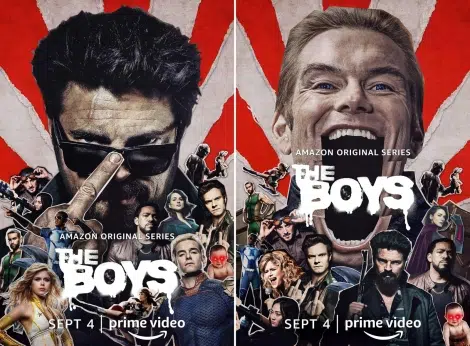 AMAZON ORIGINAL SERIES
THE
BOYS
SEPT 4 | prime video
AMAZON ORIGINAL SERIES
THE
BOYS
SEPT 4 | prime video